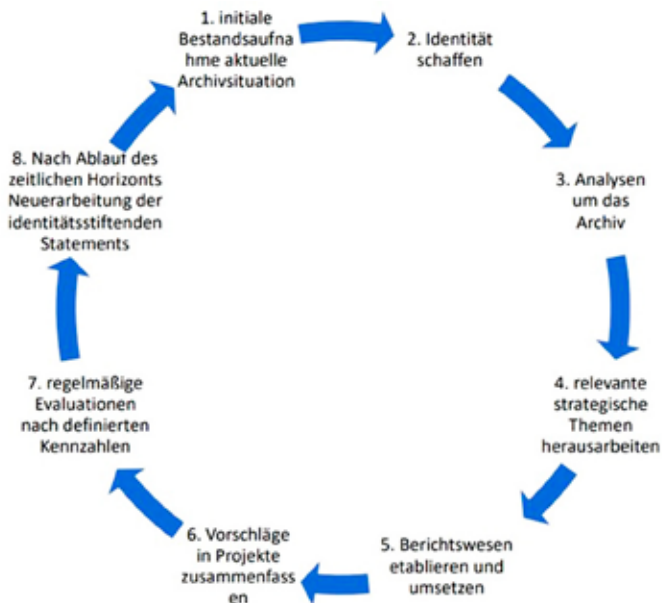 1. initiale
Bestandsaufna
hme aktuelle
Archivsituation
2. Identität
schaffen
3. Analysen
um das
Archiv
4. relevante
strategische
Themen
herausarbeiten
5. Berichtswesen
etablieren und
umsetzen
6. Vorschläge
in Projekte
zusammenfass
en
7. regelmäßige
Evaluationen
nach definierten
Kennzahlen
8. Nach Ablauf des
zeitlichen Horizonts
Neuerarbeitung der
identitätsstiftenden
Statements